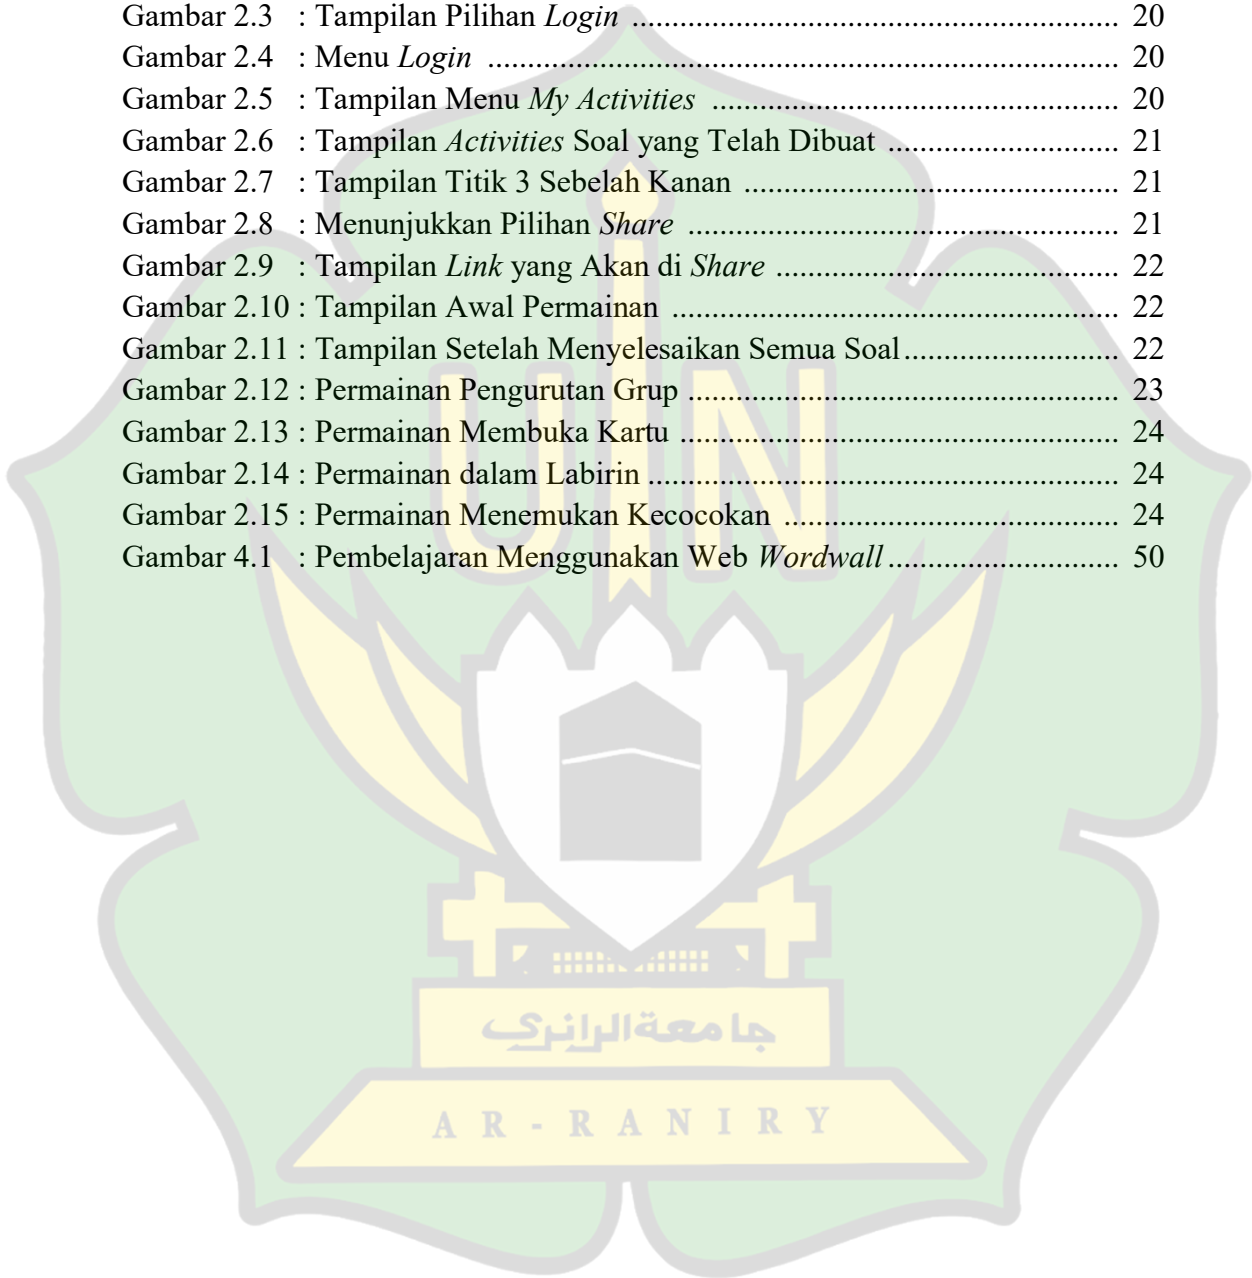 Gambar 2.3 : Tampilan Pilihan Login ............................................................. 20
Gambar 2.4 : Menu Login ............................................................................... 20
Gambar 2.5 : Tampilan Menu My Activities ................................................... 20
Gambar 2.6 : Tampilan Activities Soal yang Telah Dibuat ............................. 21
Gambar 2.7 : Tampilan Titik 3 Sebelah Kanan ............................................... 21
Gambar 2.8 : Menunjukkan Pilihan Share ...................................................... 21
Gambar 2.9 : Tampilan Link yang Akan di Share ........................................... 22
Gambar 2.10 : Tampilan Awal Permainan ........................................................ 22
Gambar 2.11 : Tampilan Setelah Menyelesaikan Semua Soal ........................... 22
Gambar 2.12 : Permainan Pengurutan Grup ...................................................... 23
Gambar 2.13 : Permainan Membuka Kartu ....................................................... 24
Gambar 2.14 : Permainan dalam Labirin ........................................................... 24
Gambar 2.15 : Permainan Menemukan Kecocokan .......................................... 24
Gambar 4.1 : Pembelajaran Menggunakan Web Wordwall ............................. 50
UIN
جامعةالرانرى
AR-RANIRY